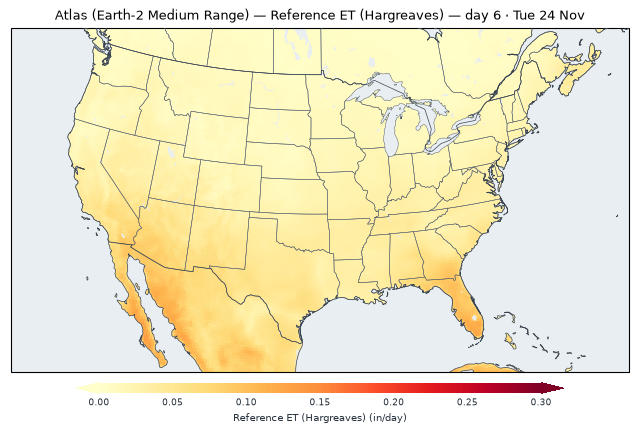 Atlas (Earth-2 Medium Range) — Reference ET (Hargreaves) — day 6 · Tue 24 Nov
0.00 0.05 0.10 0.15 0.20 0.25 0.30
Reference ET (Hargreaves) (in/day)